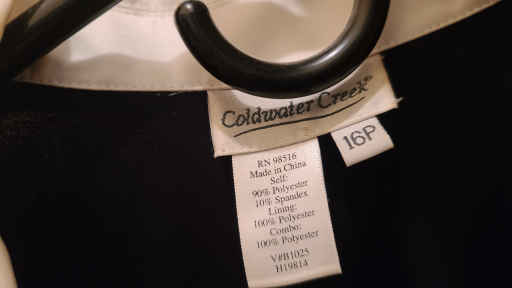 Coldwater Creek
16P
RN 98516
Made in China
Self:
90% Polyester
10% Spandex
Lining:
100% Polyester
Combo:
100% Polyester
V#B1025
H19814